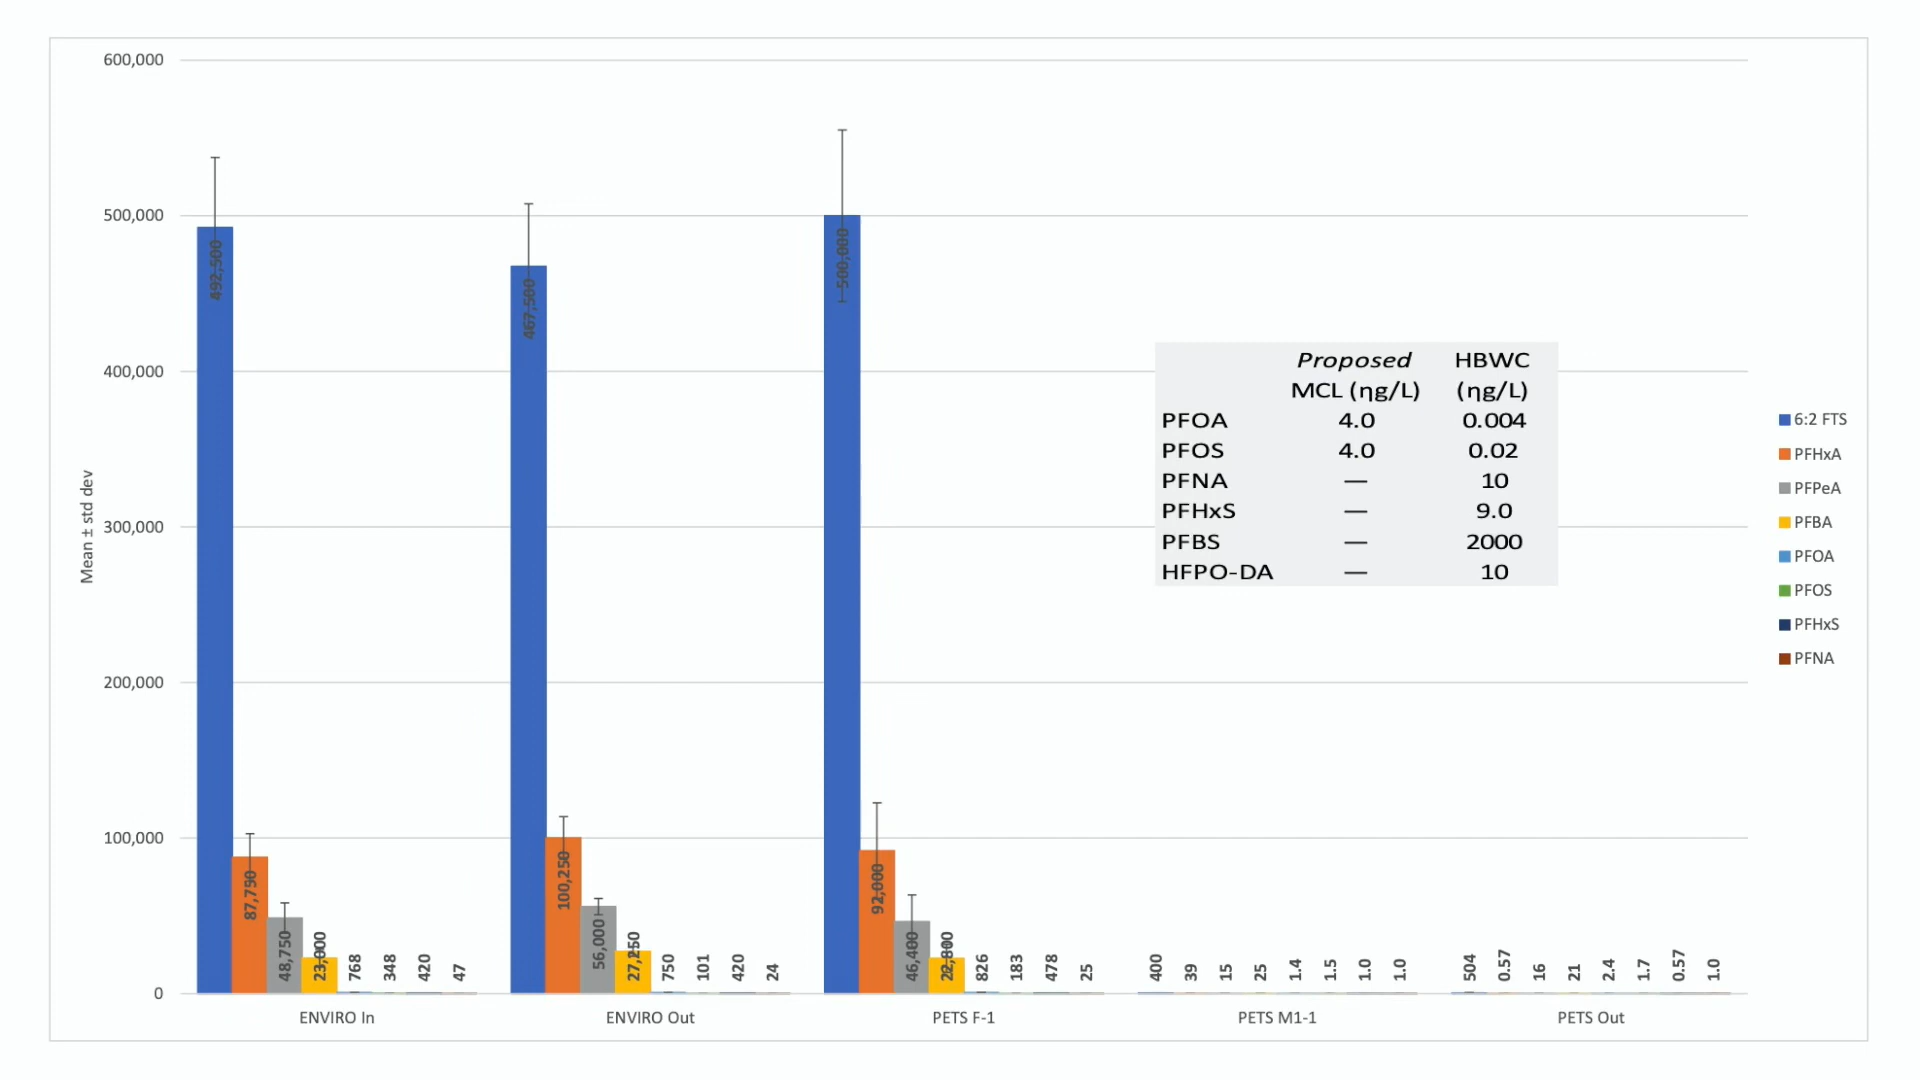 600,000
500,000
400,000
300,000
200,000
100,000
0
Mean ± std dev
492,500
87,750
48,750
23,000
768
348
420
47
467,500
100,250
56,000
27,250
750
101
420
24
500,000
92,000
46,400
22,800
826
183
478
25
400
39
15
25
1.4
1.5
1.0
1.0
504
0.57
16
21
2.4
1.7
0.57
1.0
ENVIRO In
ENVIRO Out
PETS F-1
PETS M1-1
PETS Out
Proposed HBWC
MCL (ηg/L) (ηg/L)
PFOA 4.0 0.004
PFOS 4.0 0.02
PFNA — 10
PFHxS — 9.0
PFBS — 2000
HFPO-DA — 10
6:2 FTS
PFHxA
PFPeA
PFBA
PFOA
PFOS
PFHxS
PFNA